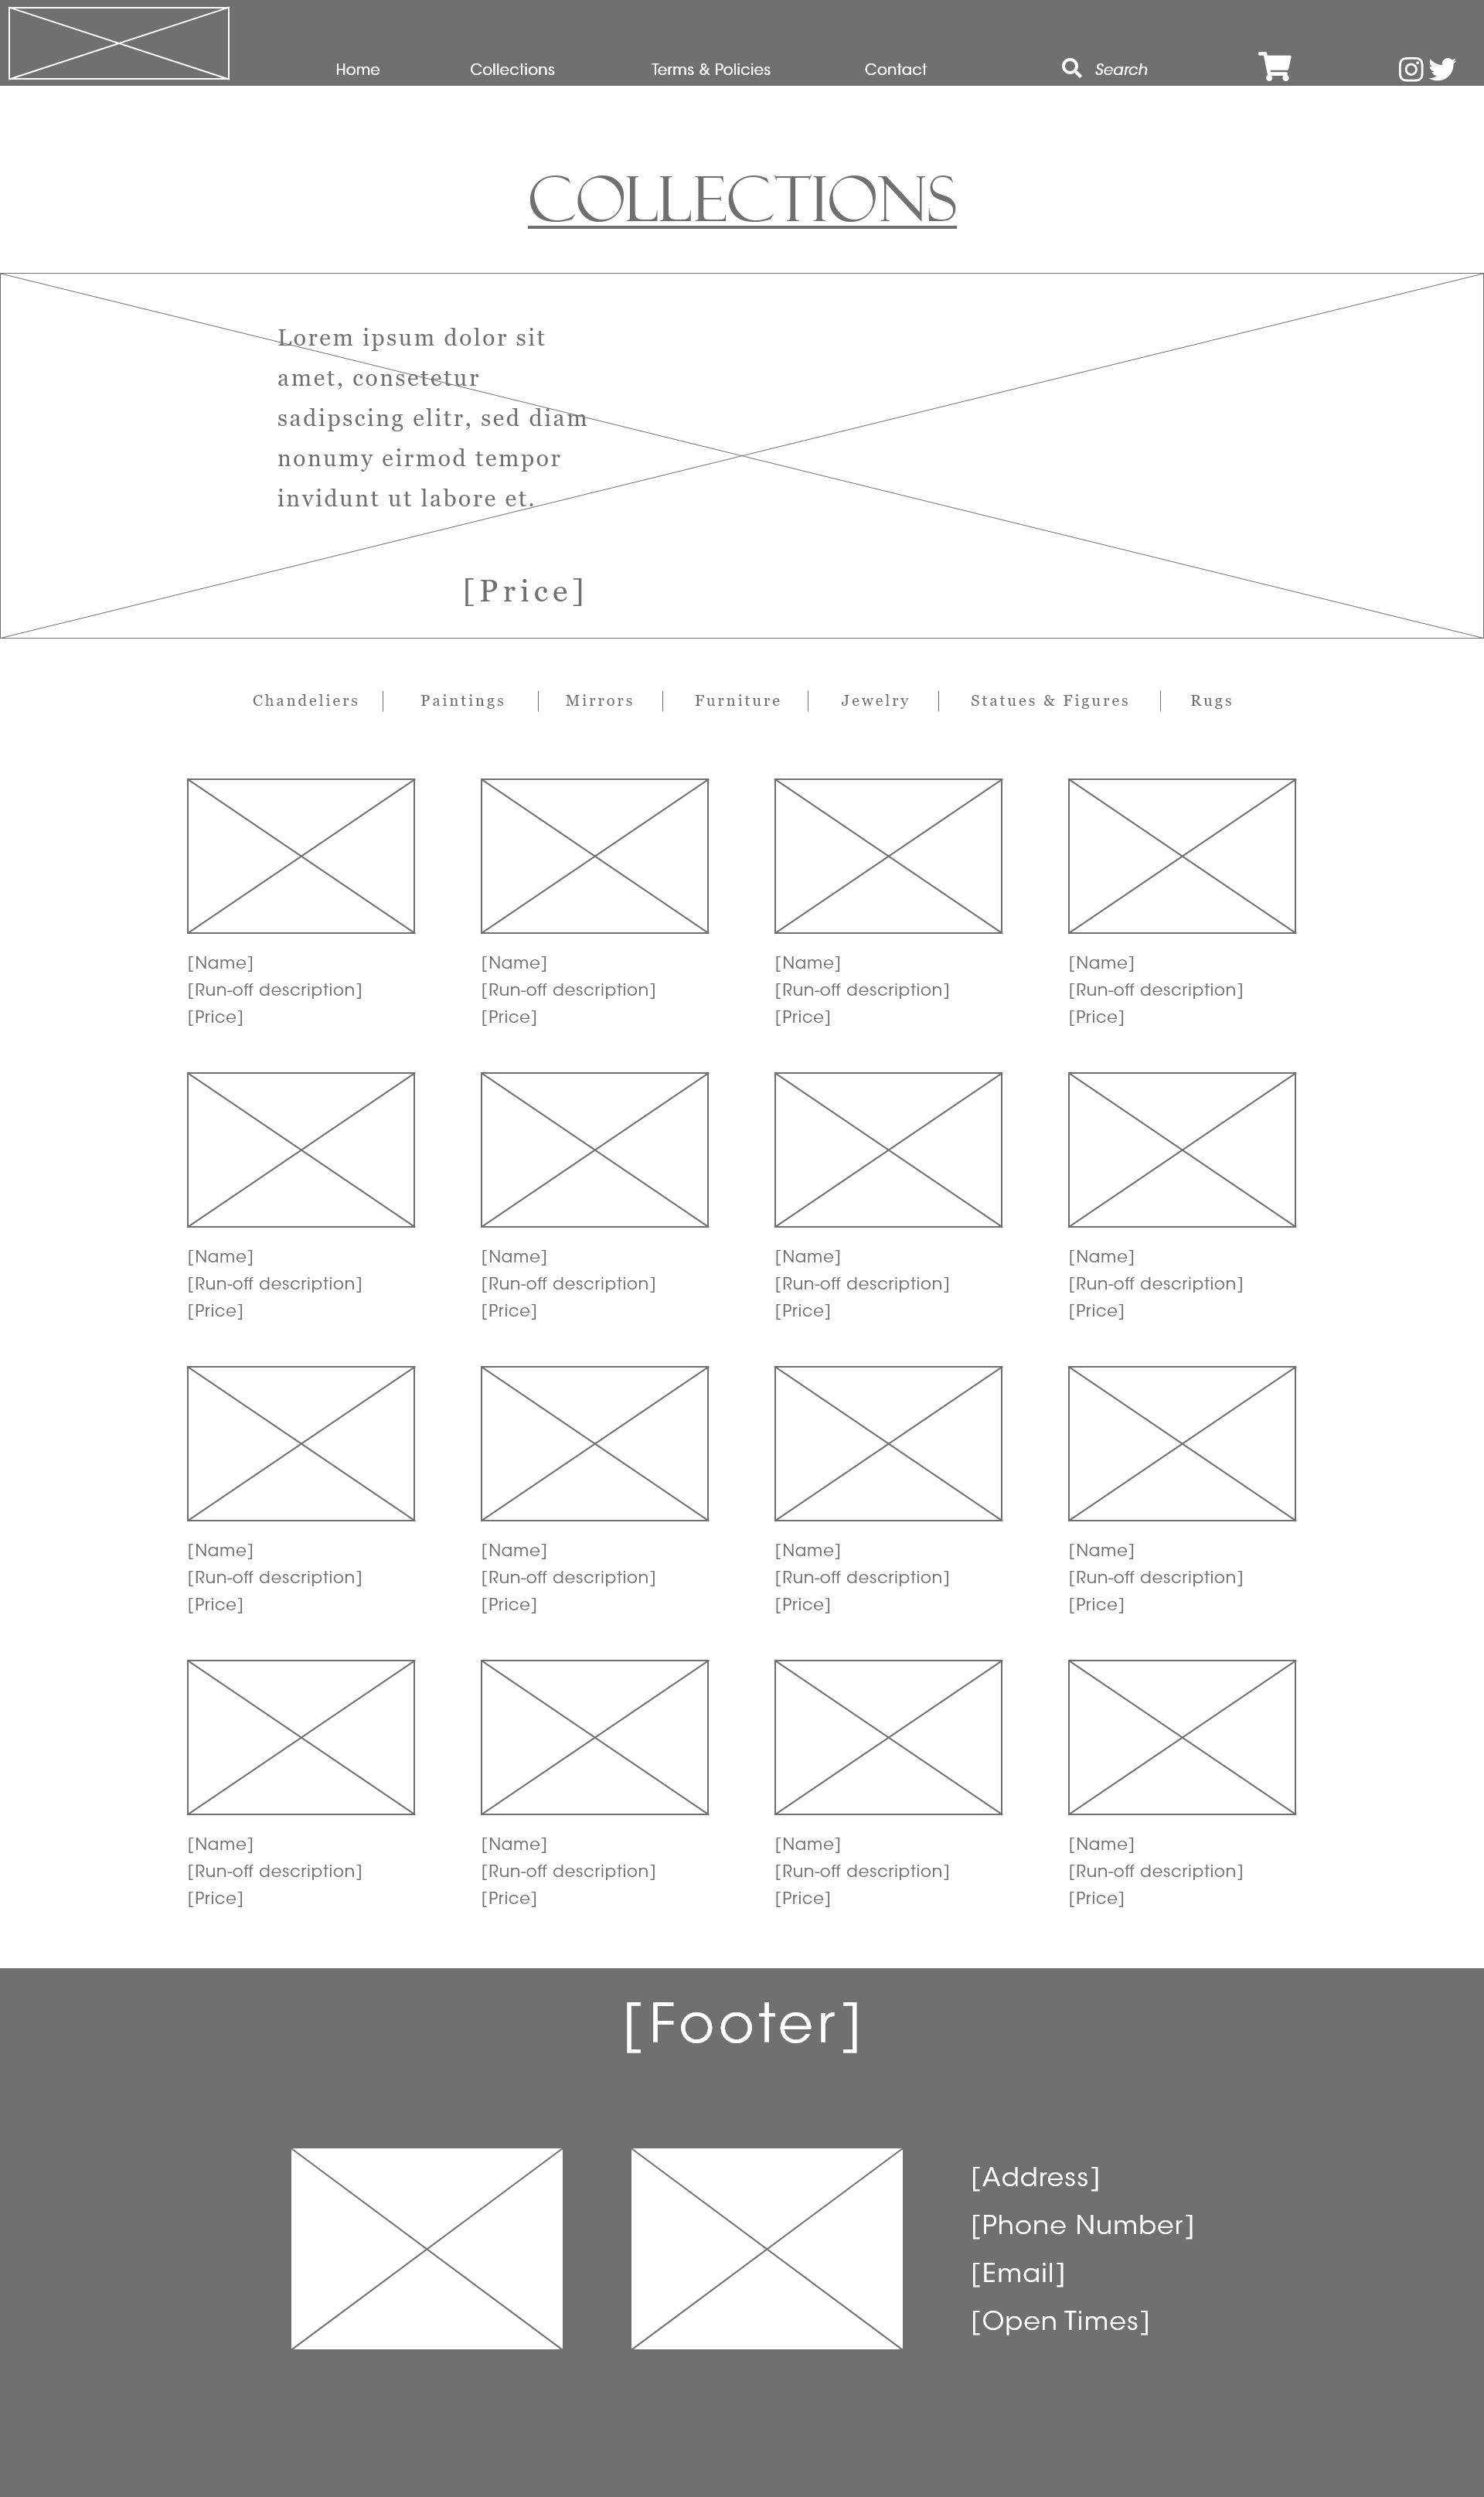 Home Collections Terms & Policies Contact Search
COLLECTIONS
Lorem ipsum dolor sit
amet, consetetur
sadipscing elitr, sed diam
nonumy eirmod tempor
invidunt ut labore et.
[Price]
Chandeliers Paintings Mirrors Furniture Jewelry Statues & Figures Rugs
[Name] [Name] [Name] [Name]
[Run-off description] [Run-off description] [Run-off description] [Run-off description]
[Price] [Price] [Price] [Price]
[Name] [Name] [Name] [Name]
[Run-off description] [Run-off description] [Run-off description] [Run-off description]
[Price] [Price] [Price] [Price]
[Name] [Name] [Name] [Name]
[Run-off description] [Run-off description] [Run-off description] [Run-off description]
[Price] [Price] [Price] [Price]
[Name] [Name] [Name] [Name]
[Run-off description] [Run-off description] [Run-off description] [Run-off description]
[Price] [Price] [Price] [Price]
[Footer]
[Address]
[Phone Number]
[Email]
[Open Times]